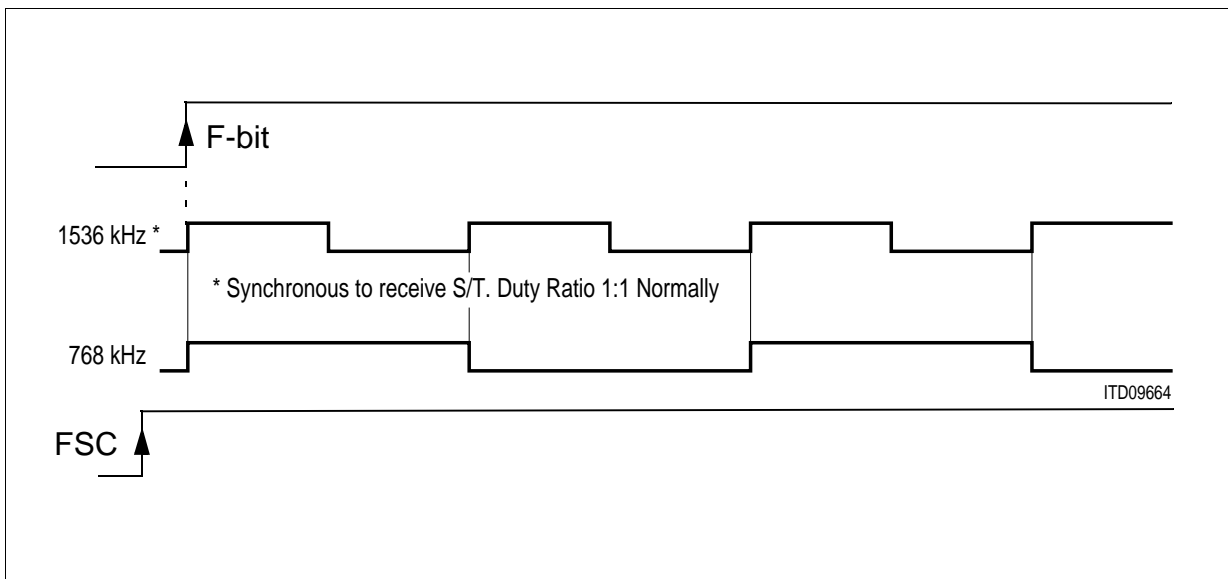 F-bit
1536 kHz *
* Synchronous to receive S/T. Duty Ratio 1:1 Normally
768 kHz
ITD09664
FSC